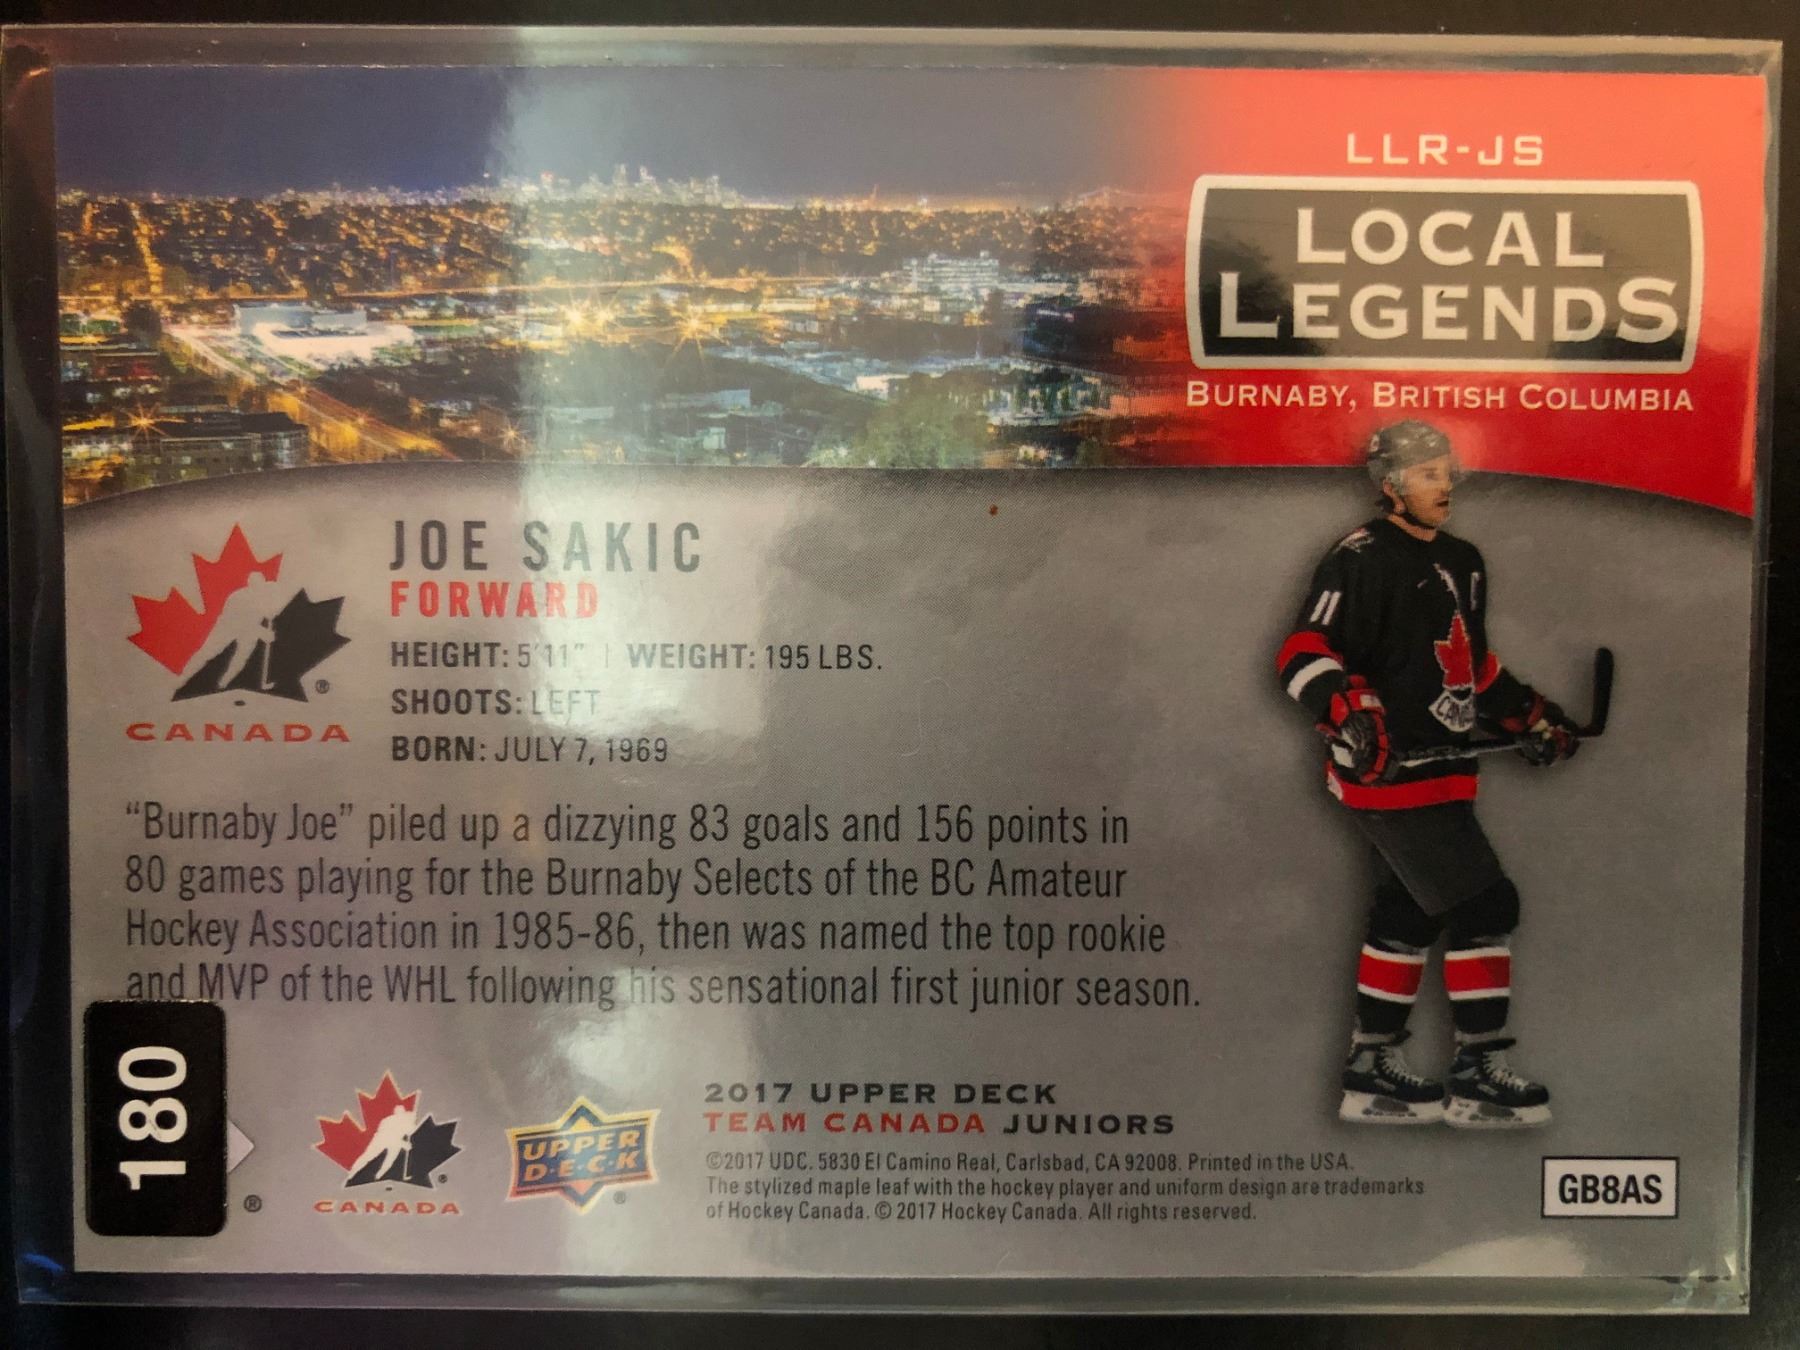 LLR-JS
LOCAL
LEGENDS
BURNABY, BRITISH COLUMBIA
JOE SAKIC
FORWARD
HEIGHT: 5'11" | WEIGHT: 195 LBS.
SHOOTS: LEFT
BORN: JULY 7, 1969
CANADA
®
11
C
CANADA
“Burnaby Joe” piled up a dizzying 83 goals and 156 points in
80 games playing for the Burnaby Selects of the BC Amateur
Hockey Association in 1985-86, then was named the top rookie
and MVP of the WHL following his sensational first junior season.
180
®
CANADA
®
UPPER
D·E·C·K
®
2017 UPPER DECK
TEAM CANADA JUNIORS
©2017 UDC. 5830 El Camino Real, Carlsbad, CA 92008. Printed in the USA.
The stylized maple leaf with the hockey player and uniform design are trademarks
of Hockey Canada. © 2017 Hockey Canada. All rights reserved.
GB8AS